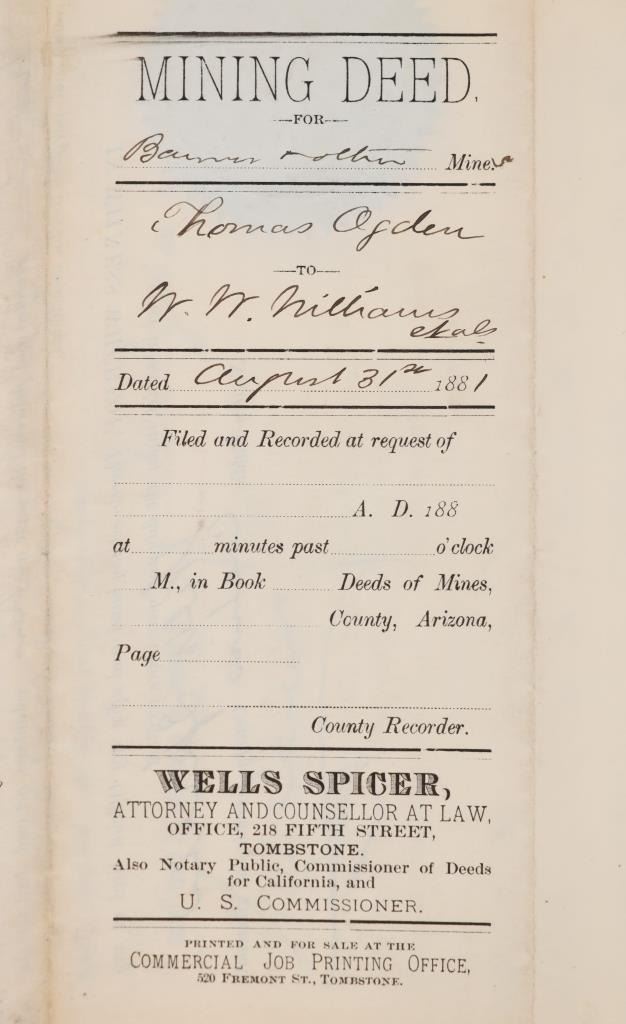 MINING DEED,
—FOR—
Banner & other Mines
Thomas Ogden
—TO—
W. W. Williams
et als
Dated August 31st 1881
Filed and Recorded at request of
A. D. 188
at minutes past o'clock
M., in Book Deeds of Mines,
County, Arizona,
Page
County Recorder.
WELLS SPICER,
ATTORNEY AND COUNSELLOR AT LAW,
OFFICE, 218 FIFTH STREET,
TOMBSTONE.
Also Notary Public, Commissioner of Deeds
for California, and
U. S. COMMISSIONER.
PRINTED AND FOR SALE AT THE
COMMERCIAL JOB PRINTING OFFICE,
520 FREMONT ST., TOMBSTONE.